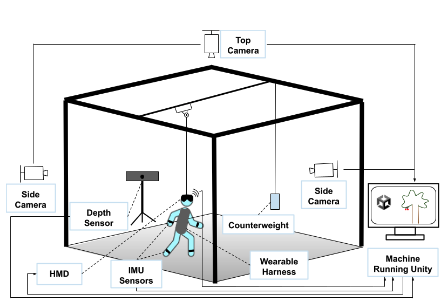 Top
Camera
Side
Camera
Side
Camera
Depth
Sensor
Counterweight
HMD
IMU
Sensors
Wearable
Harness
Machine
Running Unity